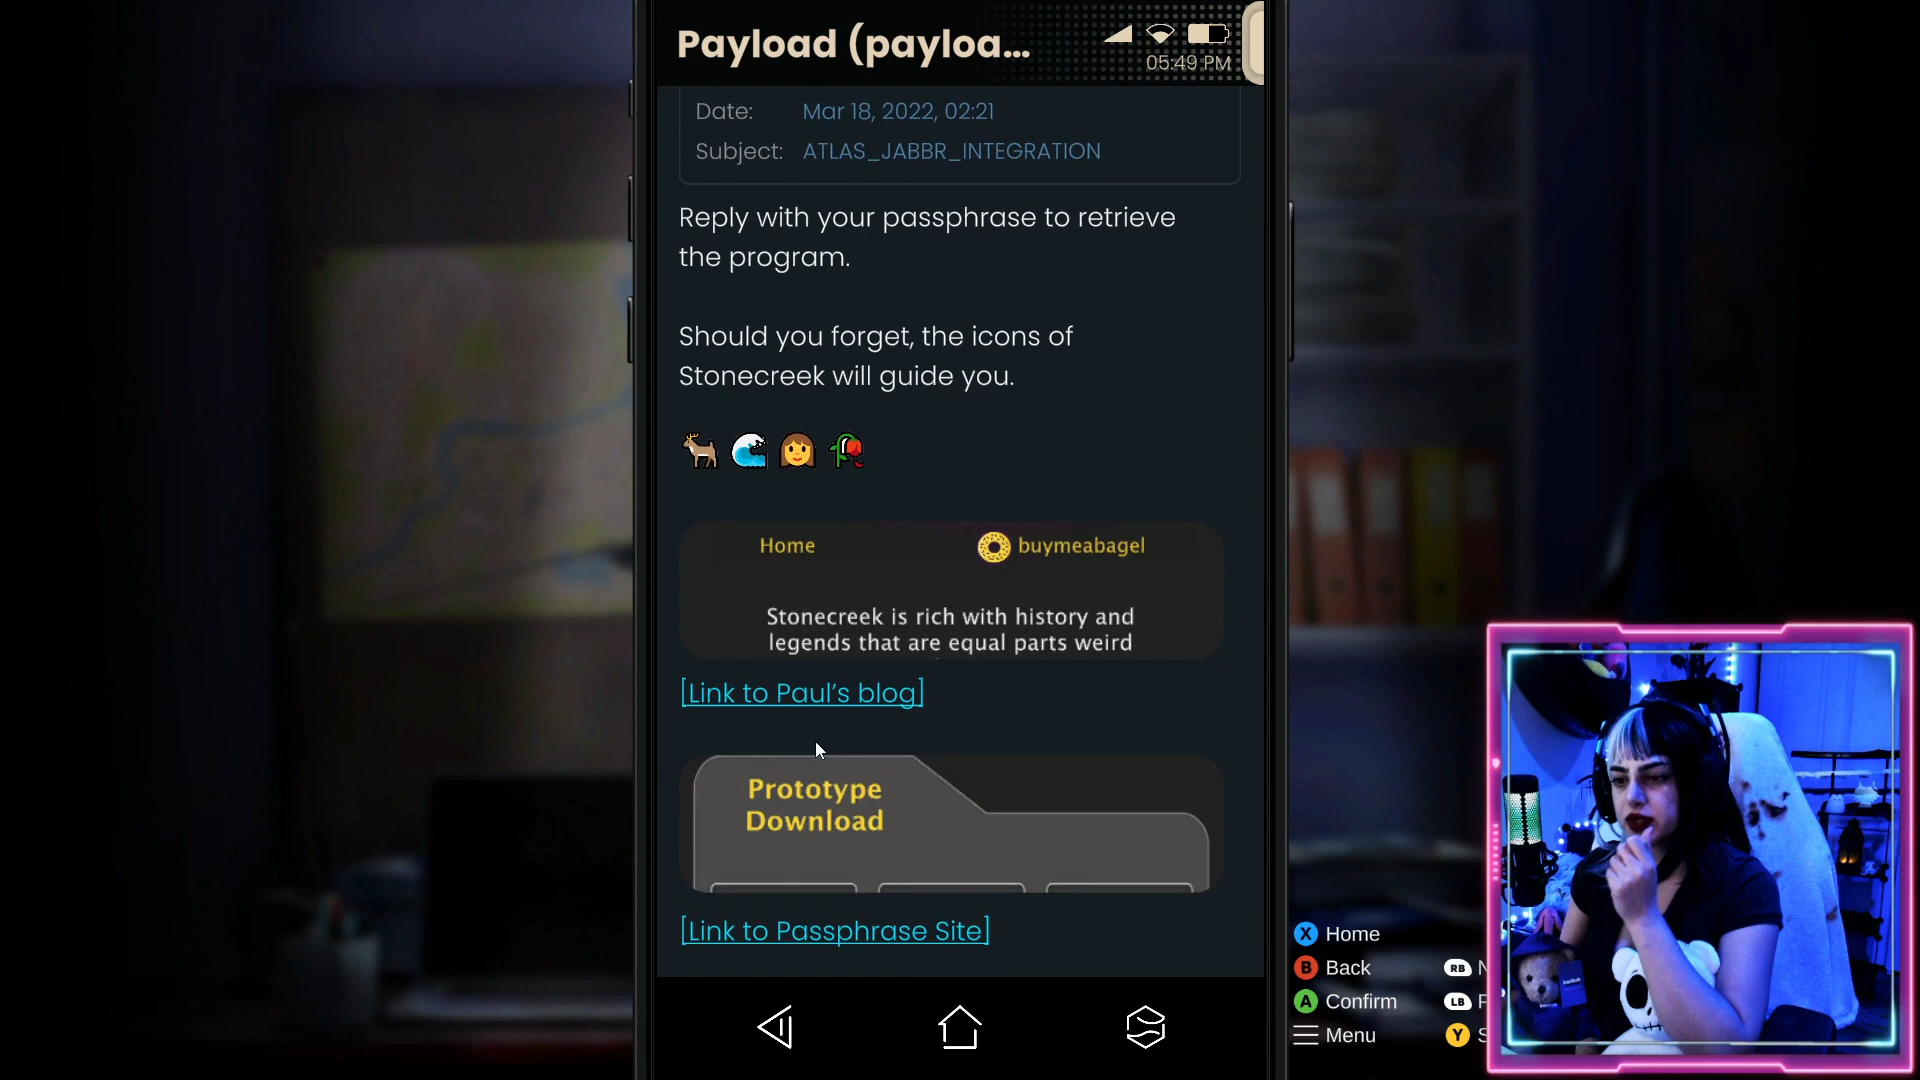 Payload (payloa...
05:49 PM
Date: Mar 18, 2022, 02:21
Subject: ATLAS_JABBR_INTEGRATION
Reply with your passphrase to retrieve
the program.
Should you forget, the icons of
Stonecreek will guide you.
Home
buymeabagel
Stonecreek is rich with history and
legends that are equal parts weird
[Link to Paul's blog]
Prototype
Download
[Link to Passphrase Site]
X Home
B Back
RB
A Confirm
LB
Menu
Y